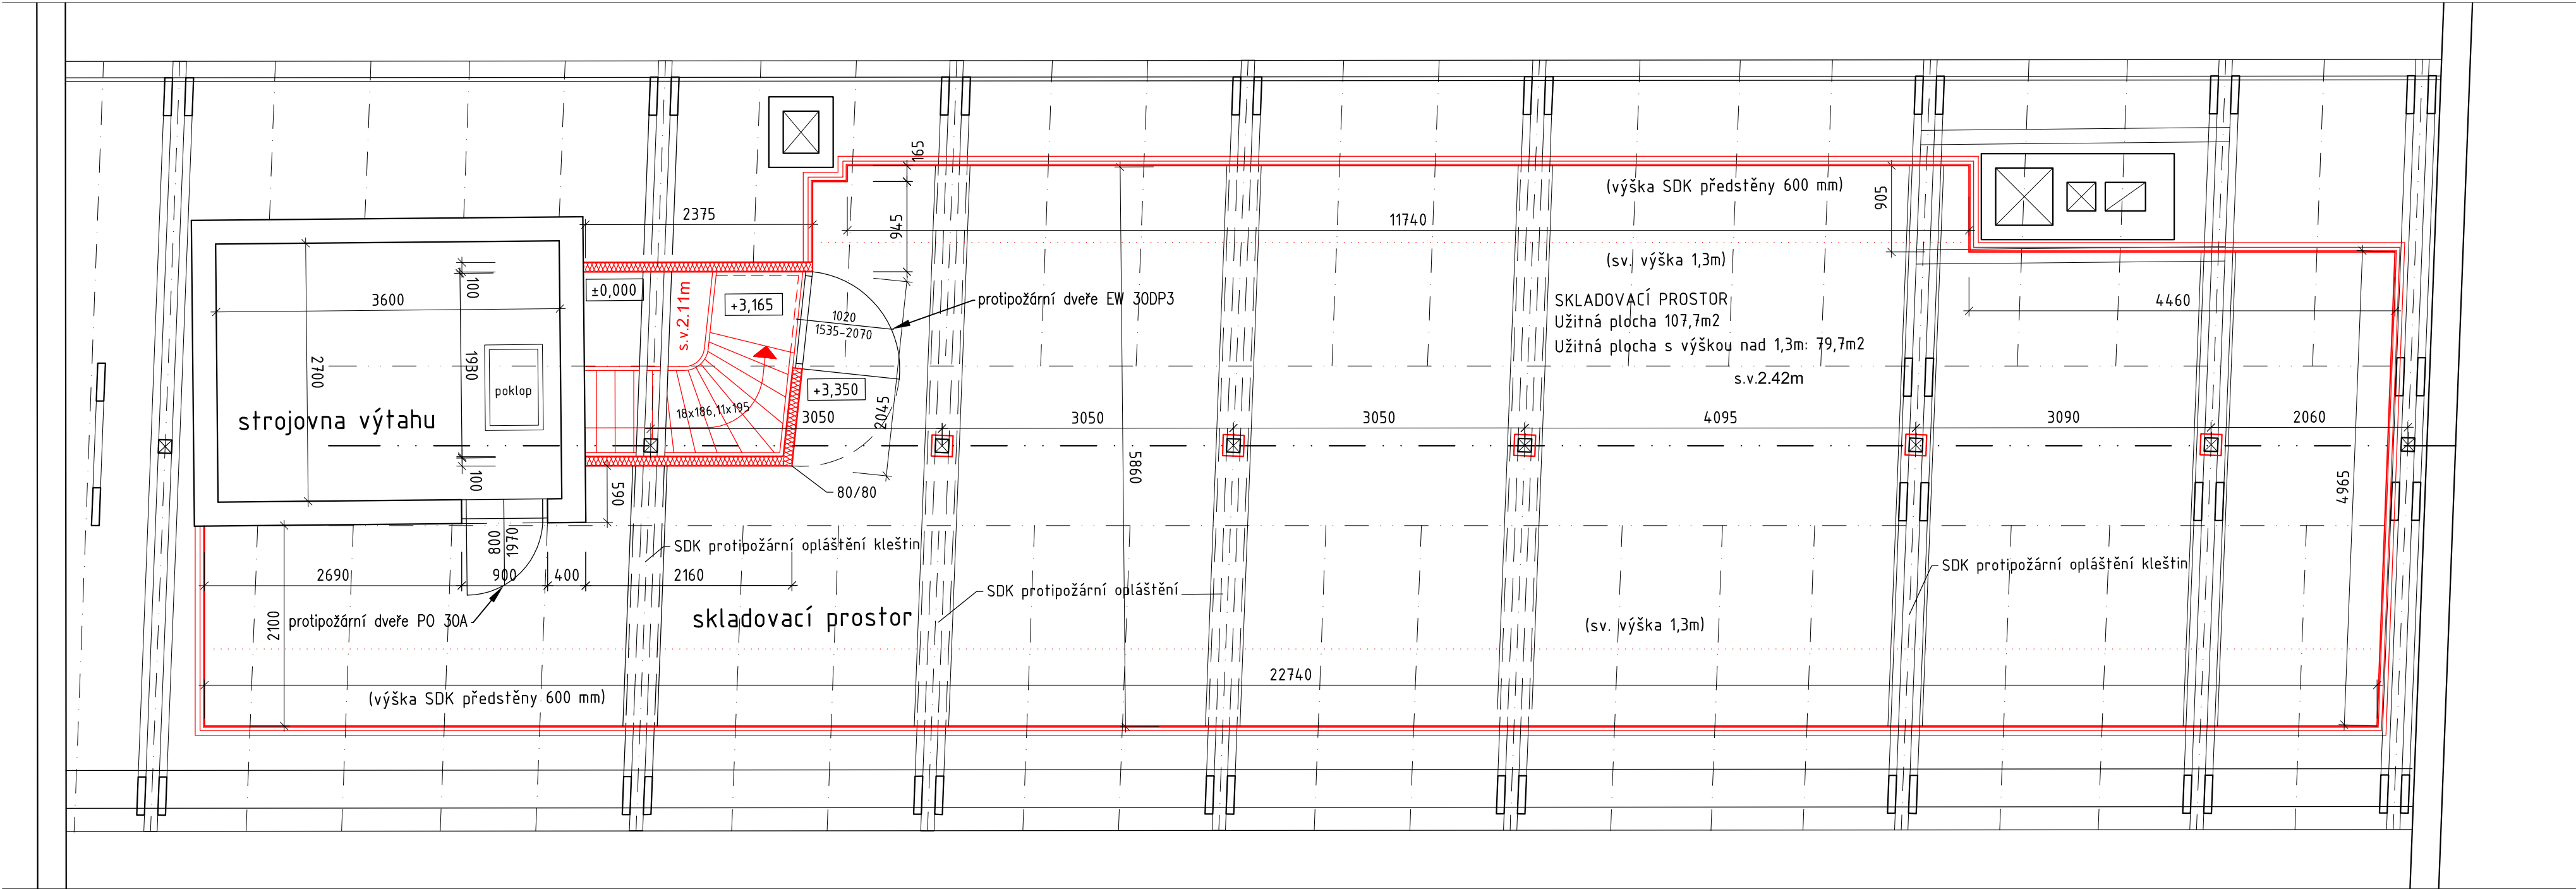 165
(výška SDK předstěny 600 mm)
905
2375
945
11740
(sv. výška 1,3m)
±0,000
100
3600
s.v.2.11m
+3,165
protipožární dveře EW 30DP3
1020
1535-2070
SKLADOVACÍ PROSTOR
Užitná plocha 107,7m2
Užitná plocha s výškou nad 1,3m: 79,7m2
s.v.2.42m
4460
2700
1930
poklop
+3,350
strojovna výtahu
18x186,11x195
3050
2045
3050
3050
4095
3090
2060
100
590
80/80
5860
4965
800
1970
SDK protipožární opláštění kleštin
2690
900
400
2160
SDK protipožární opláštění
SDK protipožární opláštění kleštin
2100
protipožární dveře PO 30A
skladovací prostor
(sv. výška 1,3m)
22740
(výška SDK předstěny 600 mm)